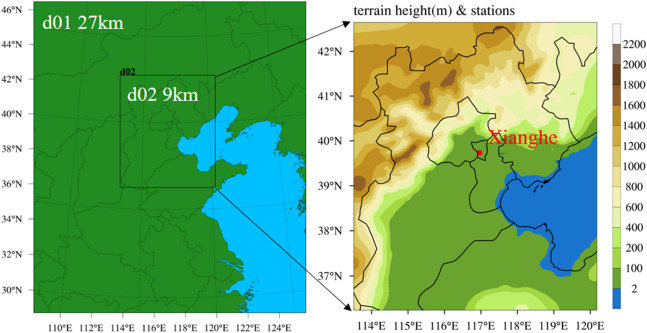 terrain height(m) & stations
d01 27km
d02
d02 9km
46°N
44°N
42°N
40°N
38°N
36°N
34°N
32°N
30°N
110°E 112°E 114°E 116°E 118°E 120°E 122°E 124°E
Xianghe
42°N
41°N
40°N
39°N
38°N
37°N
114°E 115°E 116°E 117°E 118°E 119°E 120°E
2200
2000
1800
1600
1400
1200
1000
800
600
400
200
100
2